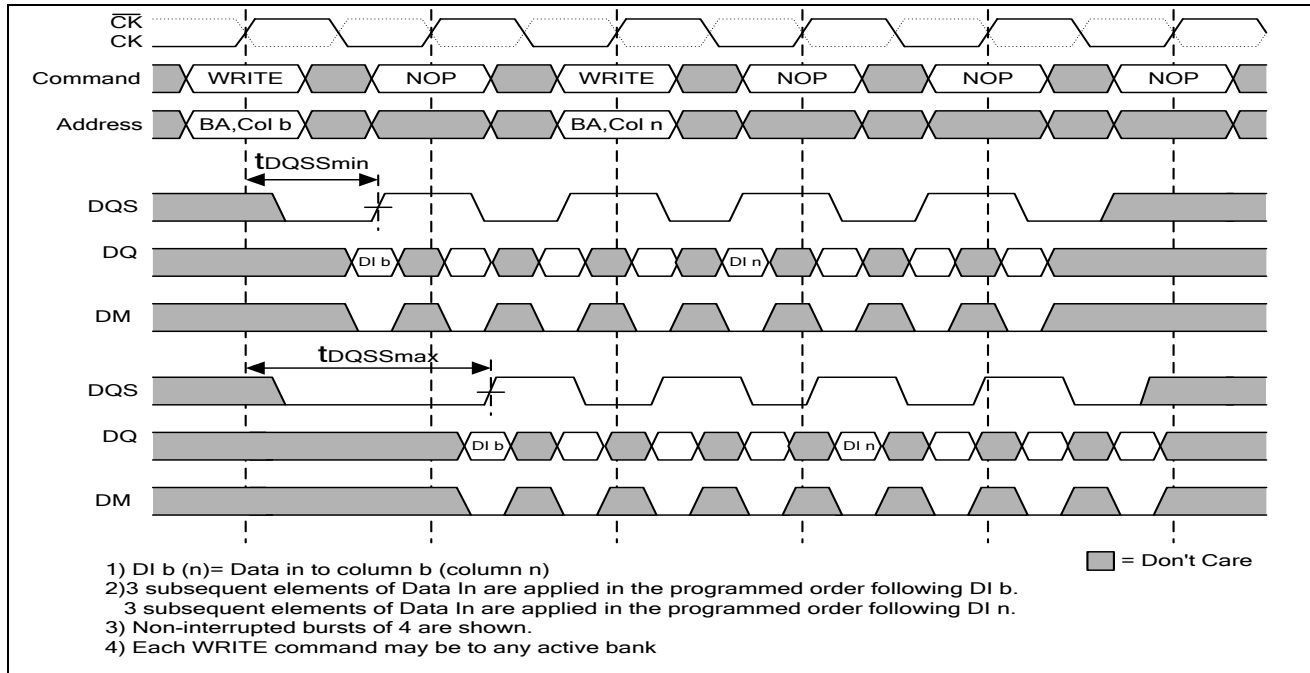 CK
CK
Command WRITE NOP WRITE NOP NOP NOP
Address BA,Col b BA,Col n
tDQSSmin
DQS
DQ DI b DI n
DM
tDQSSmax
DQS
DQ DI b DI n
DM
= Don't Care
1) DI b (n)= Data in to column b (column n)
2)3 subsequent elements of Data In are applied in the programmed order following DI b.
3 subsequent elements of Data In are applied in the programmed order following DI n.
3) Non-interrupted bursts of 4 are shown.
4) Each WRITE command may be to any active bank